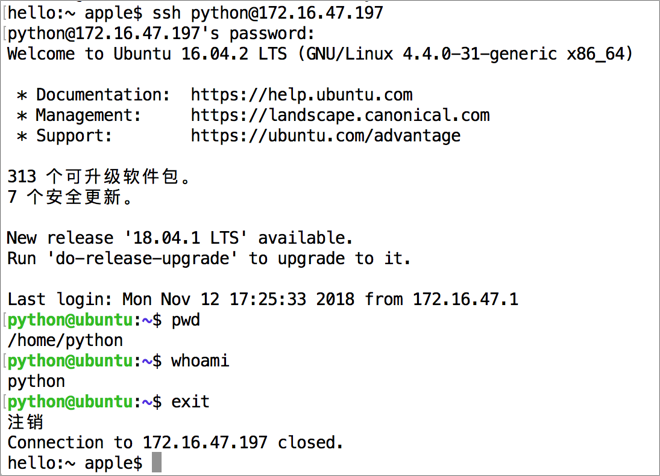 hello:~ apple$ ssh python@172.16.47.197
python@172.16.47.197's password:
Welcome to Ubuntu 16.04.2 LTS (GNU/Linux 4.4.0-31-generic x86_64)
* Documentation:  https://help.ubuntu.com
* Management:     https://landscape.canonical.com
* Support:        https://ubuntu.com/advantage
313 个可升级软件包。
7 个安全更新。
New release '18.04.1 LTS' available.
Run 'do-release-upgrade' to upgrade to it.
Last login: Mon Nov 12 17:25:33 2018 from 172.16.47.1
python@ubuntu:~$ pwd
/home/python
python@ubuntu:~$ whoami
python
python@ubuntu:~$ exit
注销
Connection to 172.16.47.197 closed.
hello:~ apple$